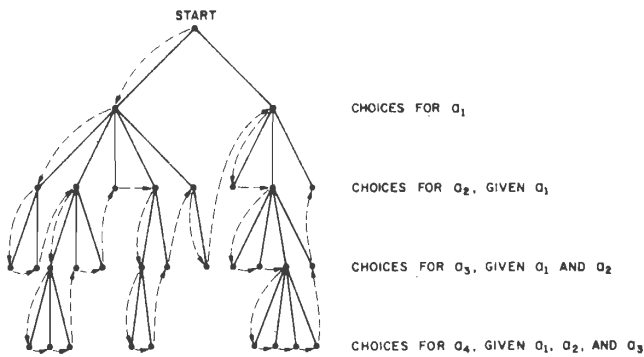 START
CHOICES FOR a₁
CHOICES FOR a₂, GIVEN a₁
CHOICES FOR a₃, GIVEN a₁ AND a₂
CHOICES FOR a₄, GIVEN a₁, a₂, AND a₃